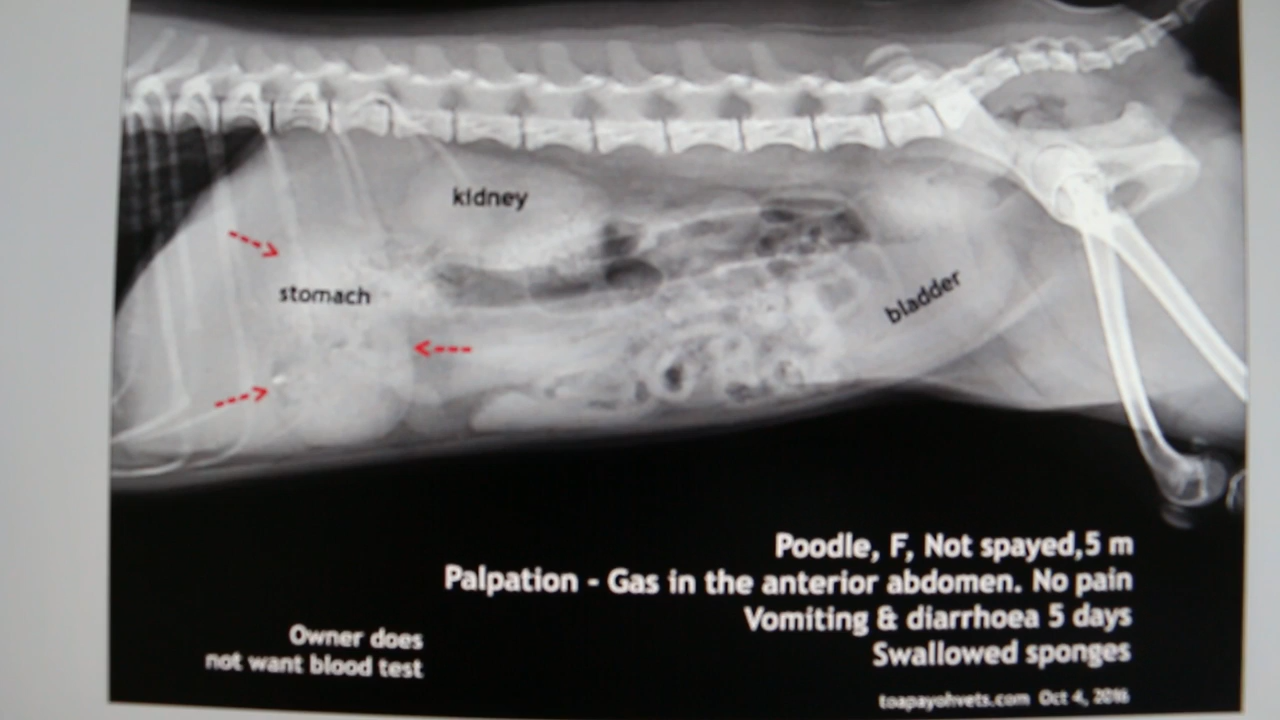 kidney
stomach
bladder
Poodle, F, Not spayed,5 m
Palpation - Gas in the anterior abdomen. No pain
Vomiting & diarrhoea 5 days
Swallowed sponges
Owner does
not want blood test
toapayohvets.com Oct 4, 2016